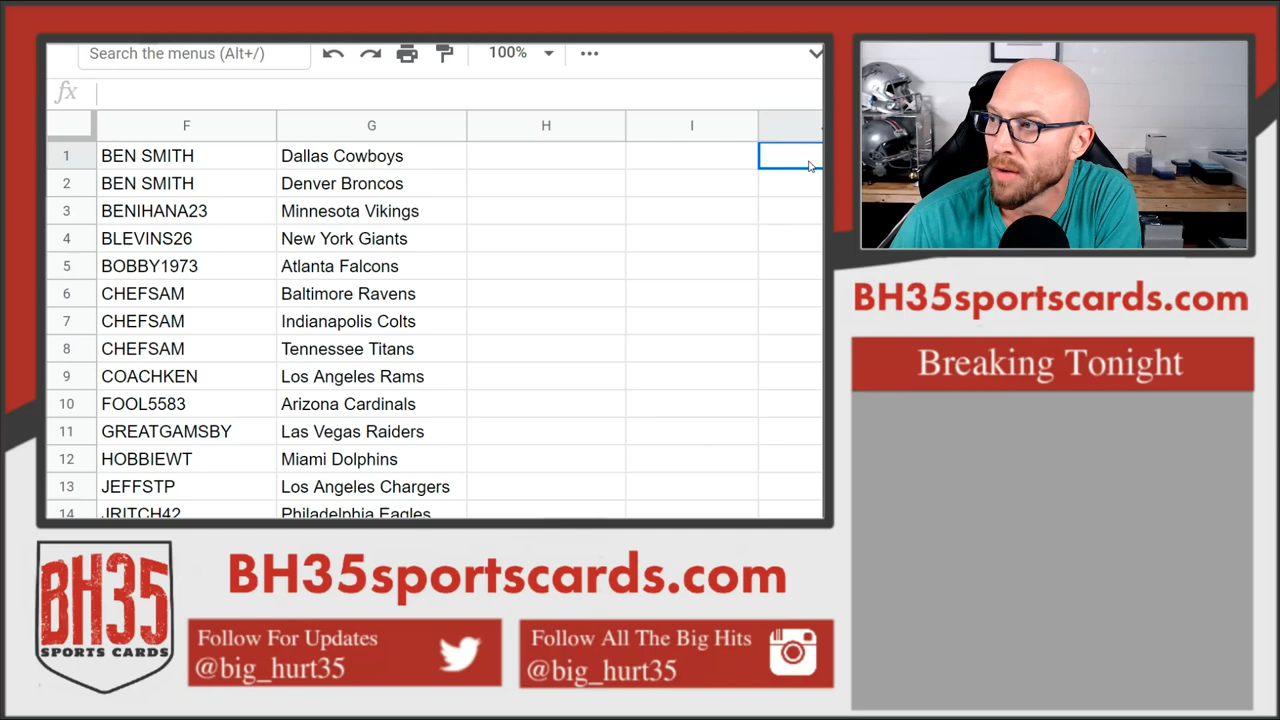 Search the menus (Alt+/)
100%
fx
F G H I
1 BEN SMITH Dallas Cowboys
2 BEN SMITH Denver Broncos
3 BENIHANA23 Minnesota Vikings
4 BLEVINS26 New York Giants
5 BOBBY1973 Atlanta Falcons
6 CHEFSAM Baltimore Ravens
7 CHEFSAM Indianapolis Colts
8 CHEFSAM Tennessee Titans
9 COACHKEN Los Angeles Rams
10 FOOL5583 Arizona Cardinals
11 GREATGAMSBY Las Vegas Raiders
12 HOBBIEWT Miami Dolphins
13 JEFFSTP Los Angeles Chargers
14 JRITCH42 Philadelphia Eagles
BH35sportscards.com
Breaking Tonight
BH35
SPORTS CARDS
BH35sportscards.com
Follow For Updates
@big_hurt35
Follow All The Big Hits
@big_hurt35